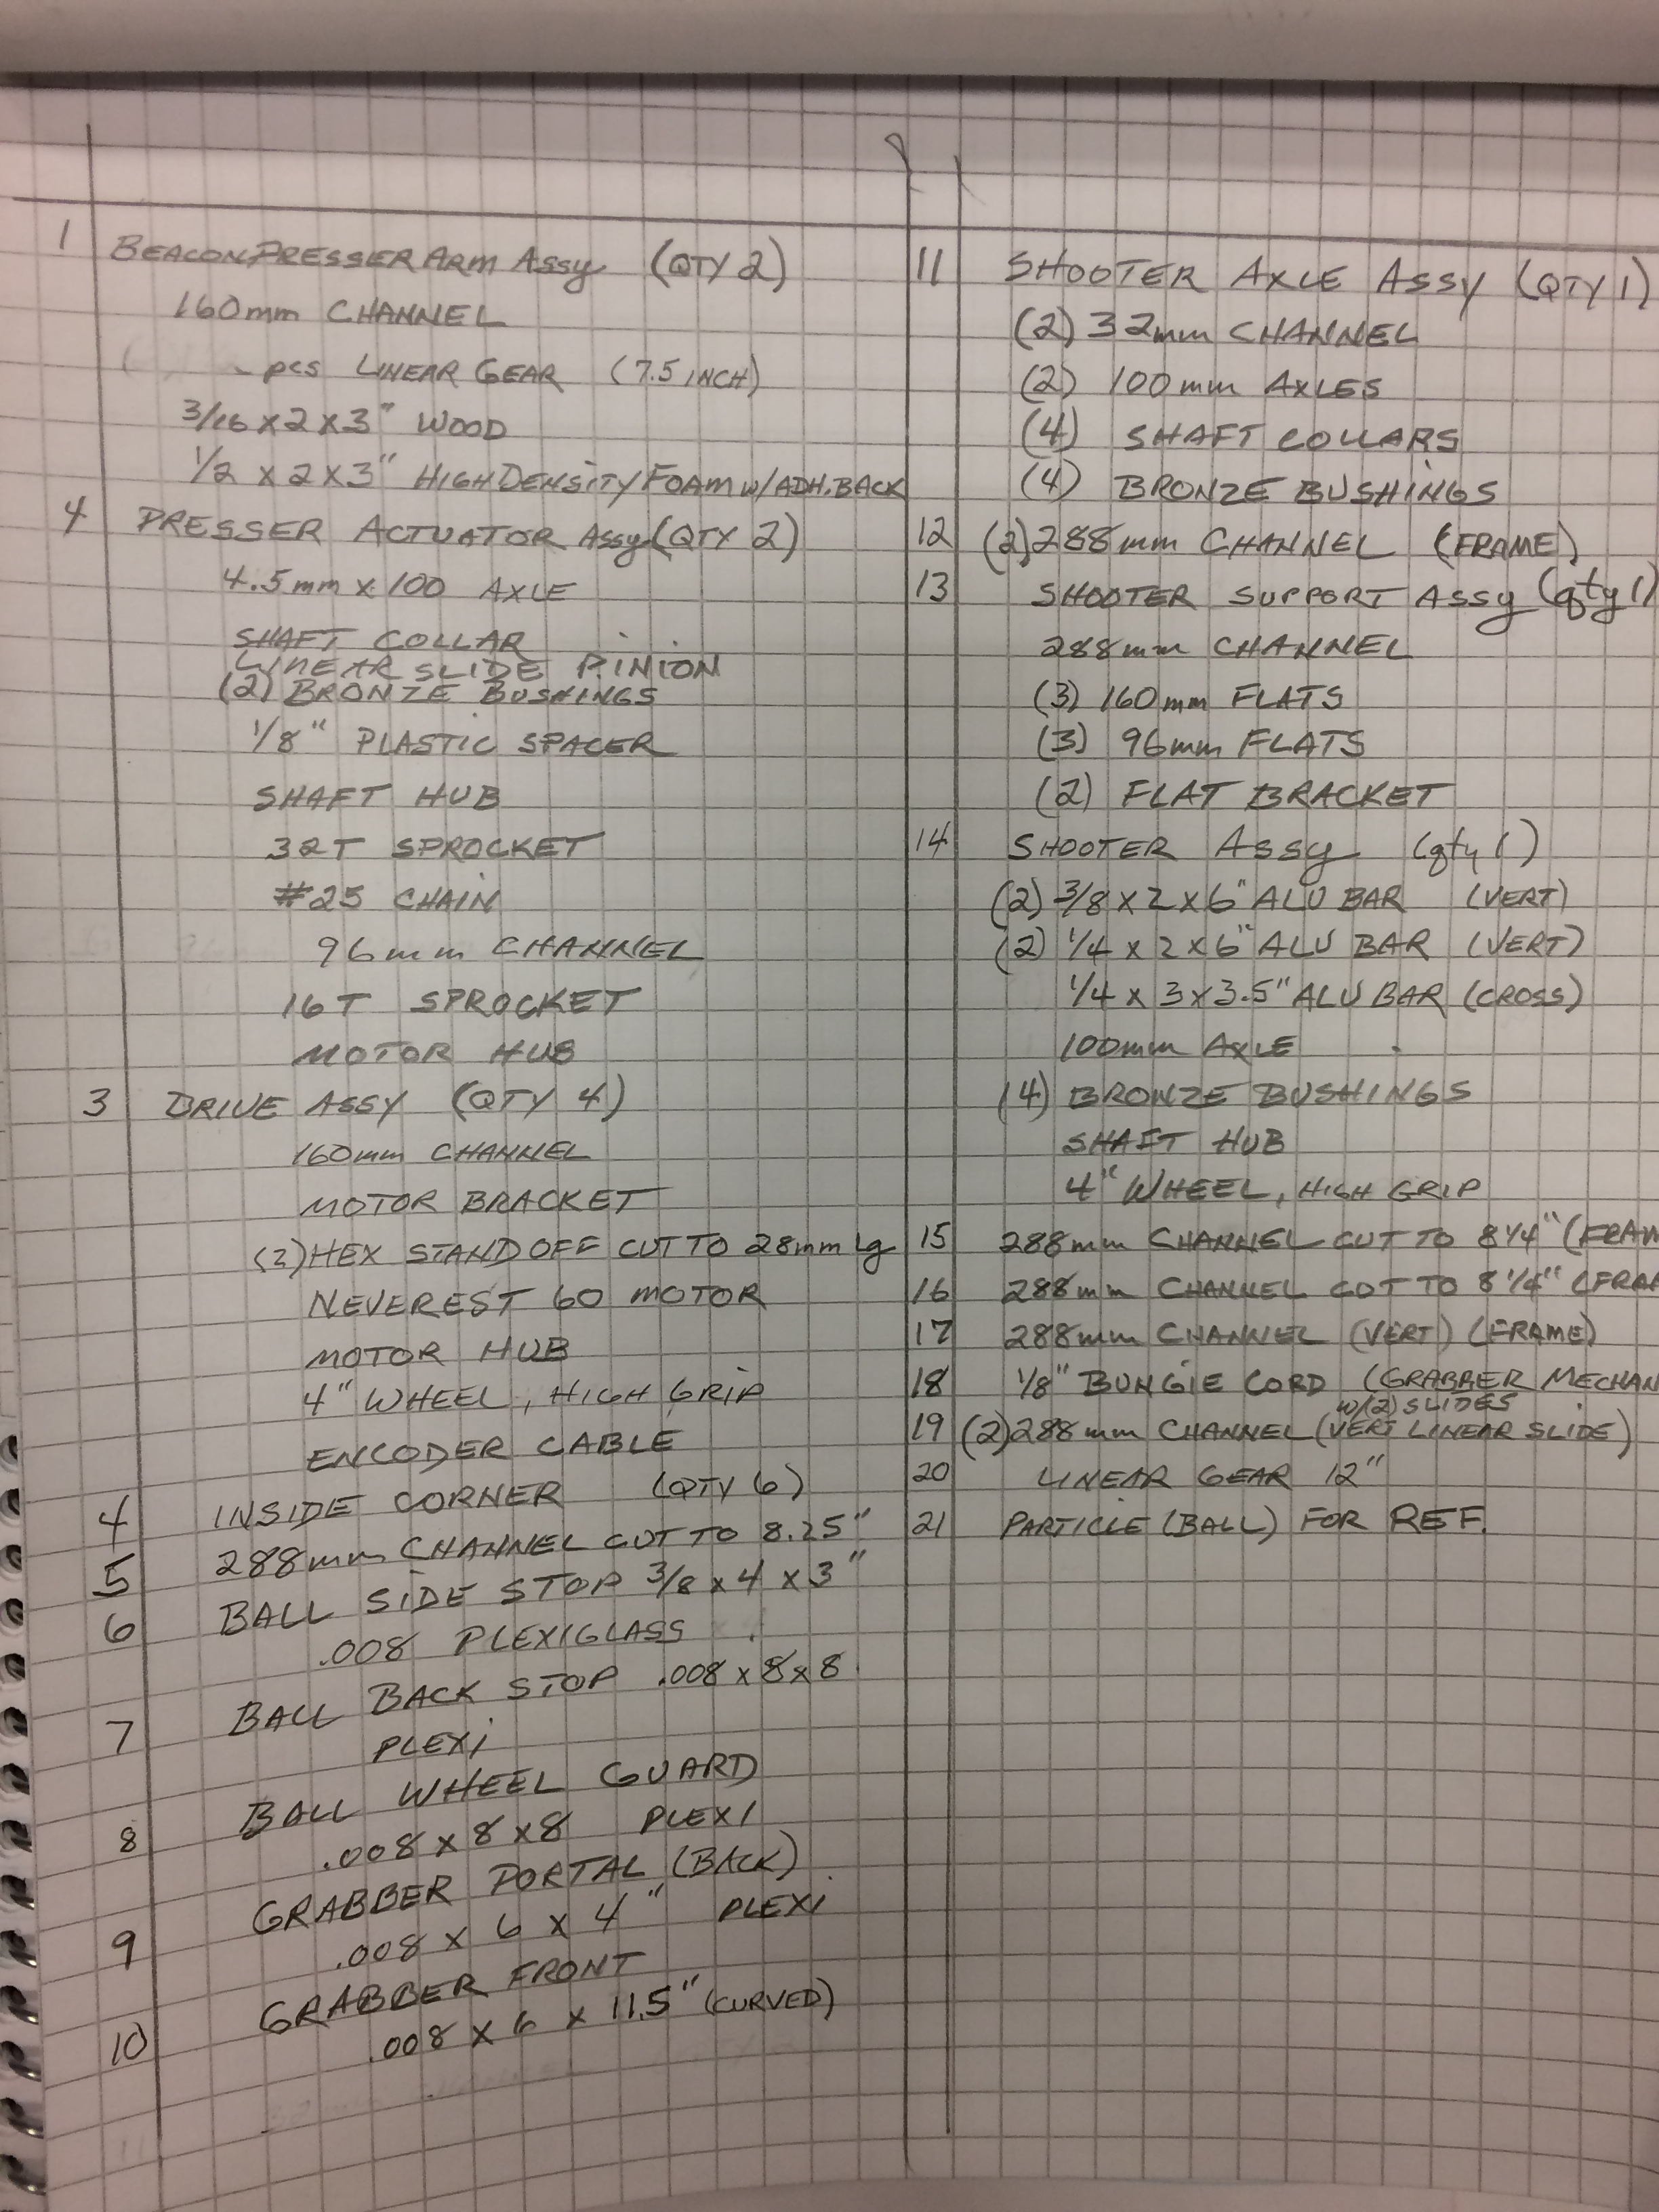 1 BEACON PRESSER ARM ASSY (QTY 2)
160mm CHANNEL
pcs LINEAR GEAR (7.5 INCH)
3/16 x 2 x 3" WOOD
1/2 x 2 x 3" HIGH DENSITY FOAM W/ADH. BACK
4 PRESSER ACTUATOR ASSY (QTY 2)
4.5mm x 100 AXLE
SHAFT COLLAR
LINEAR SLIDE PINION
(2) BRONZE BUSHINGS
1/8" PLASTIC SPACER
SHAFT HUB
32T SPROCKET
#25 CHAIN
96mm CHANNEL
16T SPROCKET
MOTOR HUB
3 DRIVE ASSY (QTY 4)
160mm CHANNEL
MOTOR BRACKET
(2) HEX STANDOFF CUT TO 28mm Lg
NEVEREST 60 MOTOR
MOTOR HUB
4" WHEEL, HIGH GRIP
ENCODER CABLE
4 INSIDE CORNER (QTY 6)
5 288mm CHANNEL CUT TO 8.25"
6 BALL SIDE STOP 3/8 x 4 x 3"
.008 PLEXIGLASS
7 BALL BACK STOP .008 x 8 x 8
PLEXI
8 BALL WHEEL GUARD
.008 x 8 x 8 PLEXI
9 GRABBER PORTAL (BACK)
.008 x 6 x 4" PLEXI
10 GRABBER FRONT
.008 x 6 x 11.5" (CURVED)
11 SHOOTER AXLE ASSY (QTY 1)
(2) 32mm CHANNEL
(2) 100mm AXLES
(4) SHAFT COLLARS
(4) BRONZE BUSHINGS
12 (2) 288mm CHANNEL (FRAME)
13 SHOOTER SUPPORT ASSY (qty 1)
288mm CHANNEL
(3) 160mm FLATS
(3) 96mm FLATS
(2) FLAT BRACKET
14 SHOOTER ASSY (qty 1)
(2) 3/8 x 2 x 6" ALU BAR (VERT)
(2) 1/4 x 2 x 6" ALU BAR (VERT)
1/4 x 3 x 3.5" ALU BAR (CROSS)
100mm AXLE
(4) BRONZE BUSHINGS
SHAFT HUB
4" WHEEL, HIGH GRIP
15 288mm CHANNEL CUT TO 8 1/4" (FRAM
16 288mm CHANNEL CUT TO 8 1/4" (FRA
17 288mm CHANNEL (VERT) (FRAME)
18 1/8" BUNGIE CORD (GRABBER MECHAN
W/(2) SLIDES
19 (2) 288mm CHANNEL (VERT LINEAR SLIDE)
20 LINEAR GEAR 12"
21 PARTICLE (BALL) FOR REF.